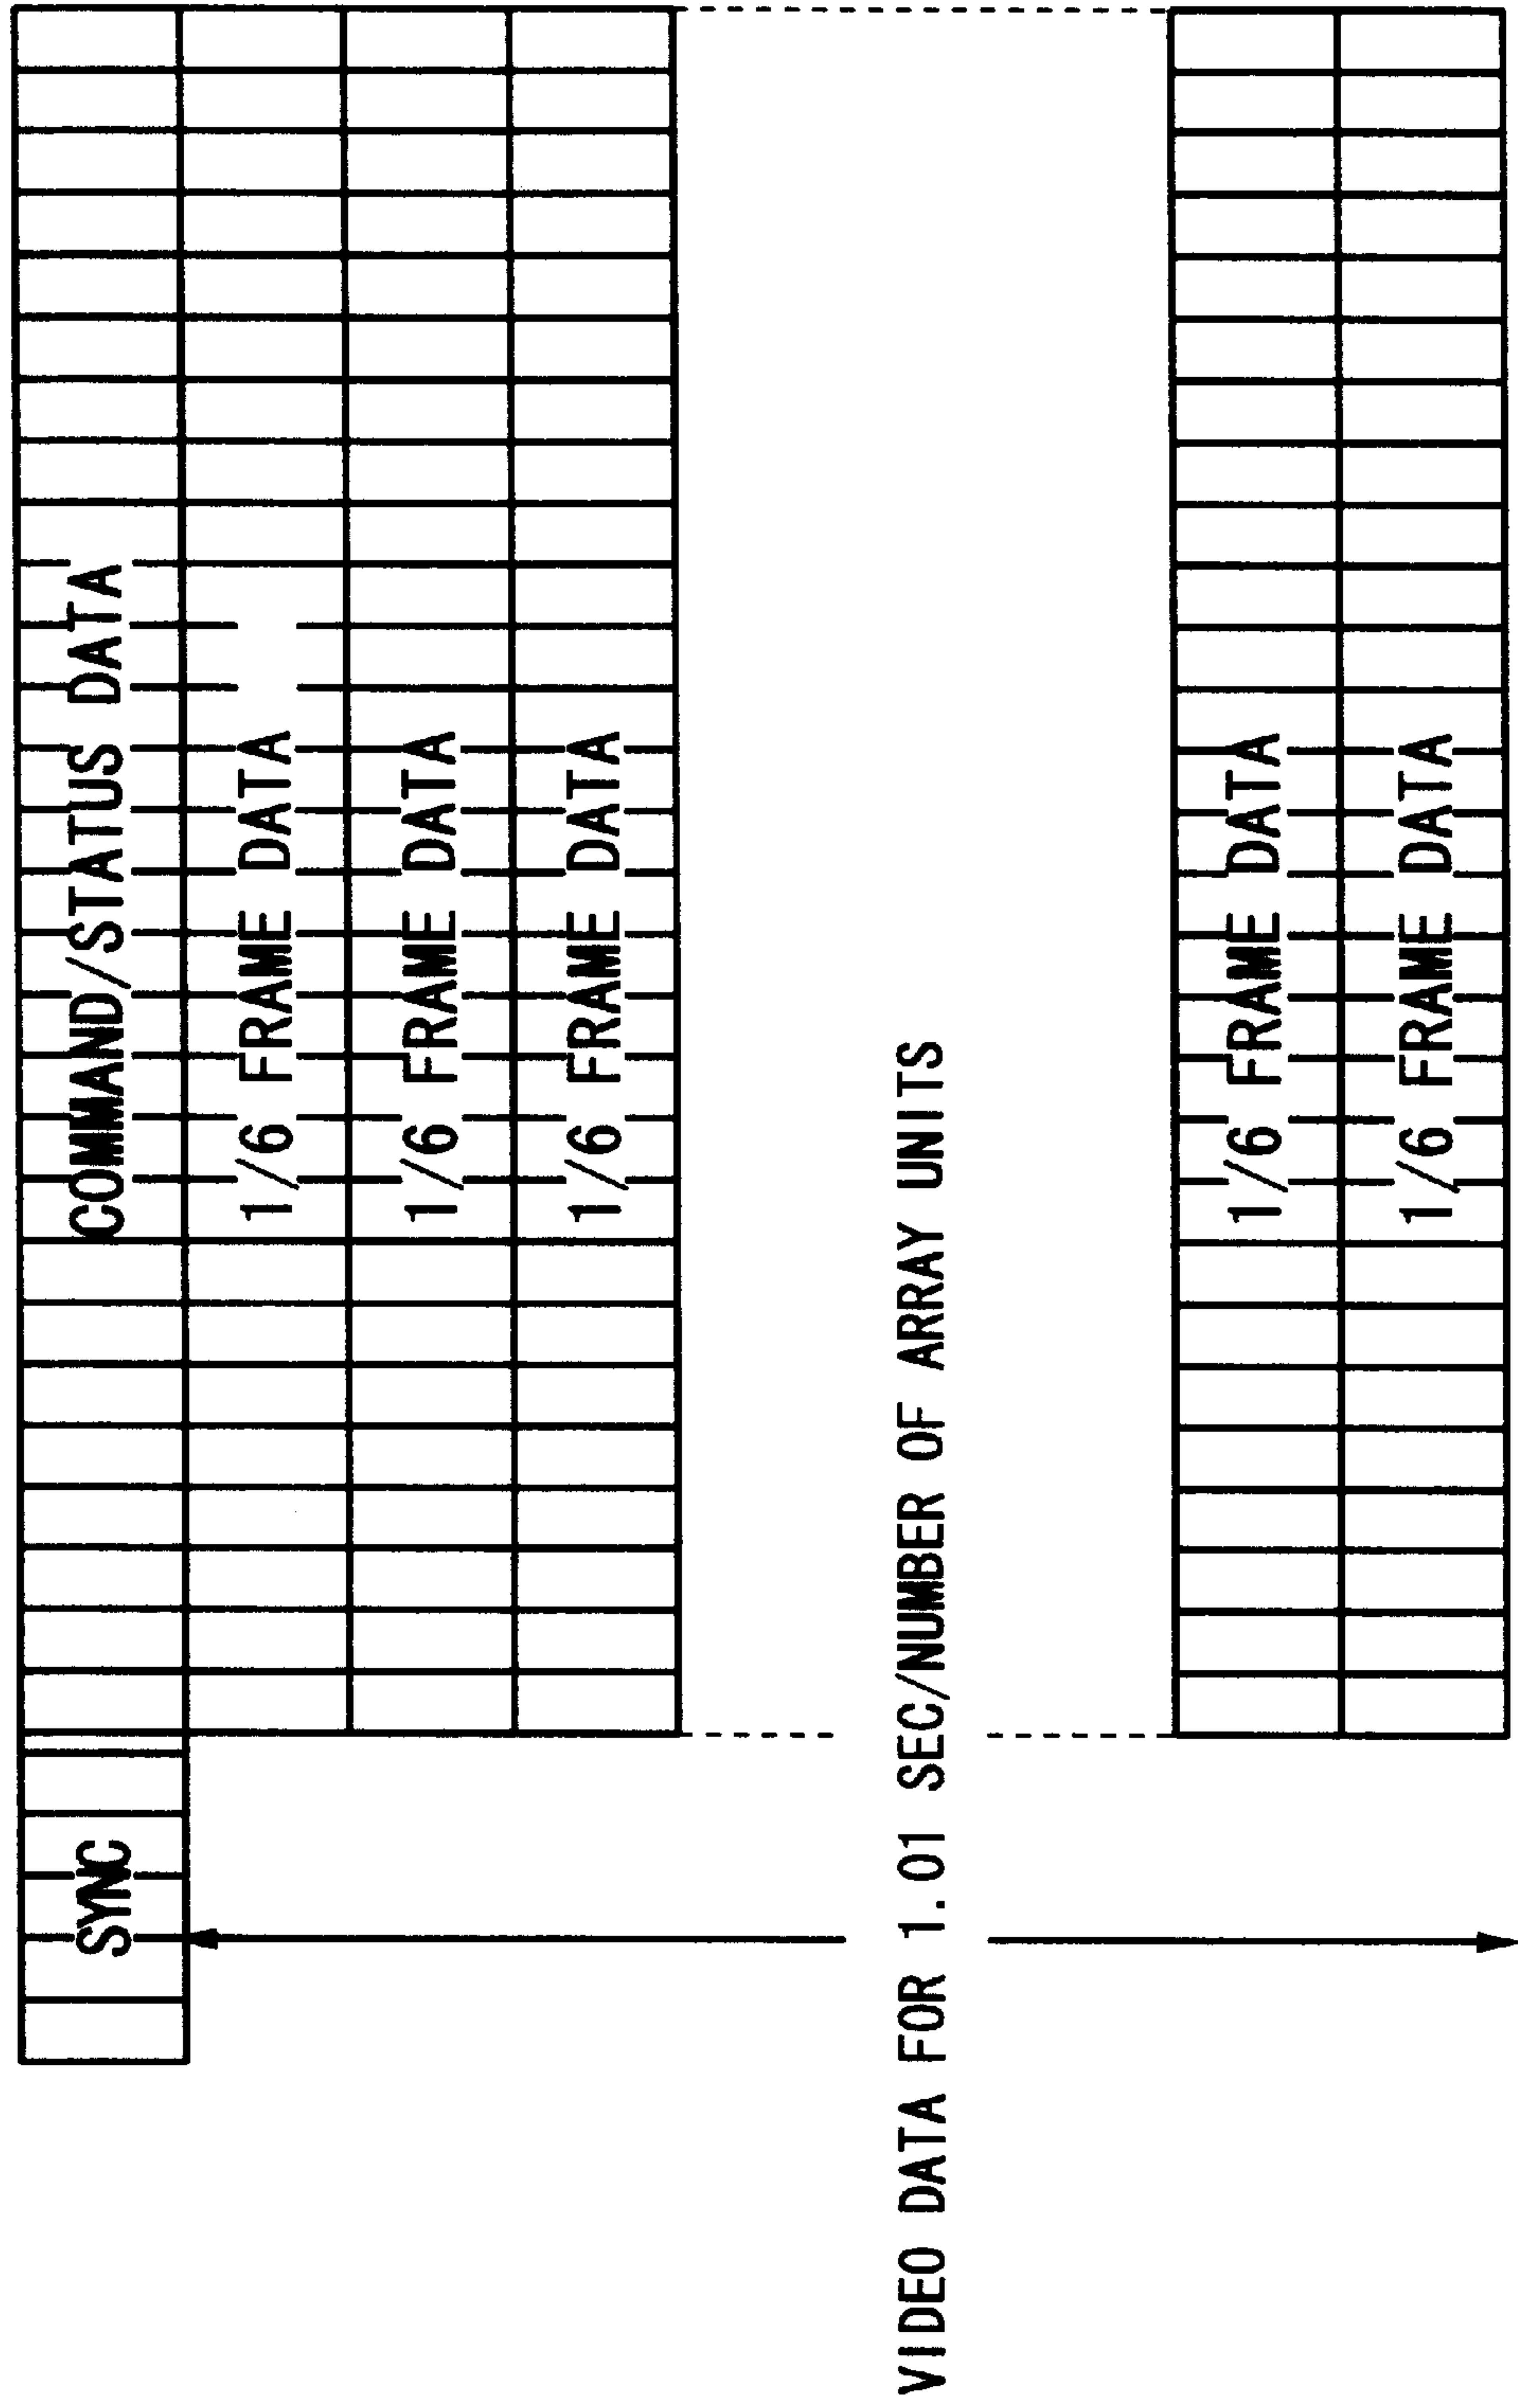 SYNC
COMMAND/STATUS DATA
1/6 FRAME DATA
1/6 FRAME DATA
1/6 FRAME DATA
VIDEO DATA FOR 1.01 SEC/NUMBER OF ARRAY UNITS
1/6 FRAME DATA
1/6 FRAME DATA